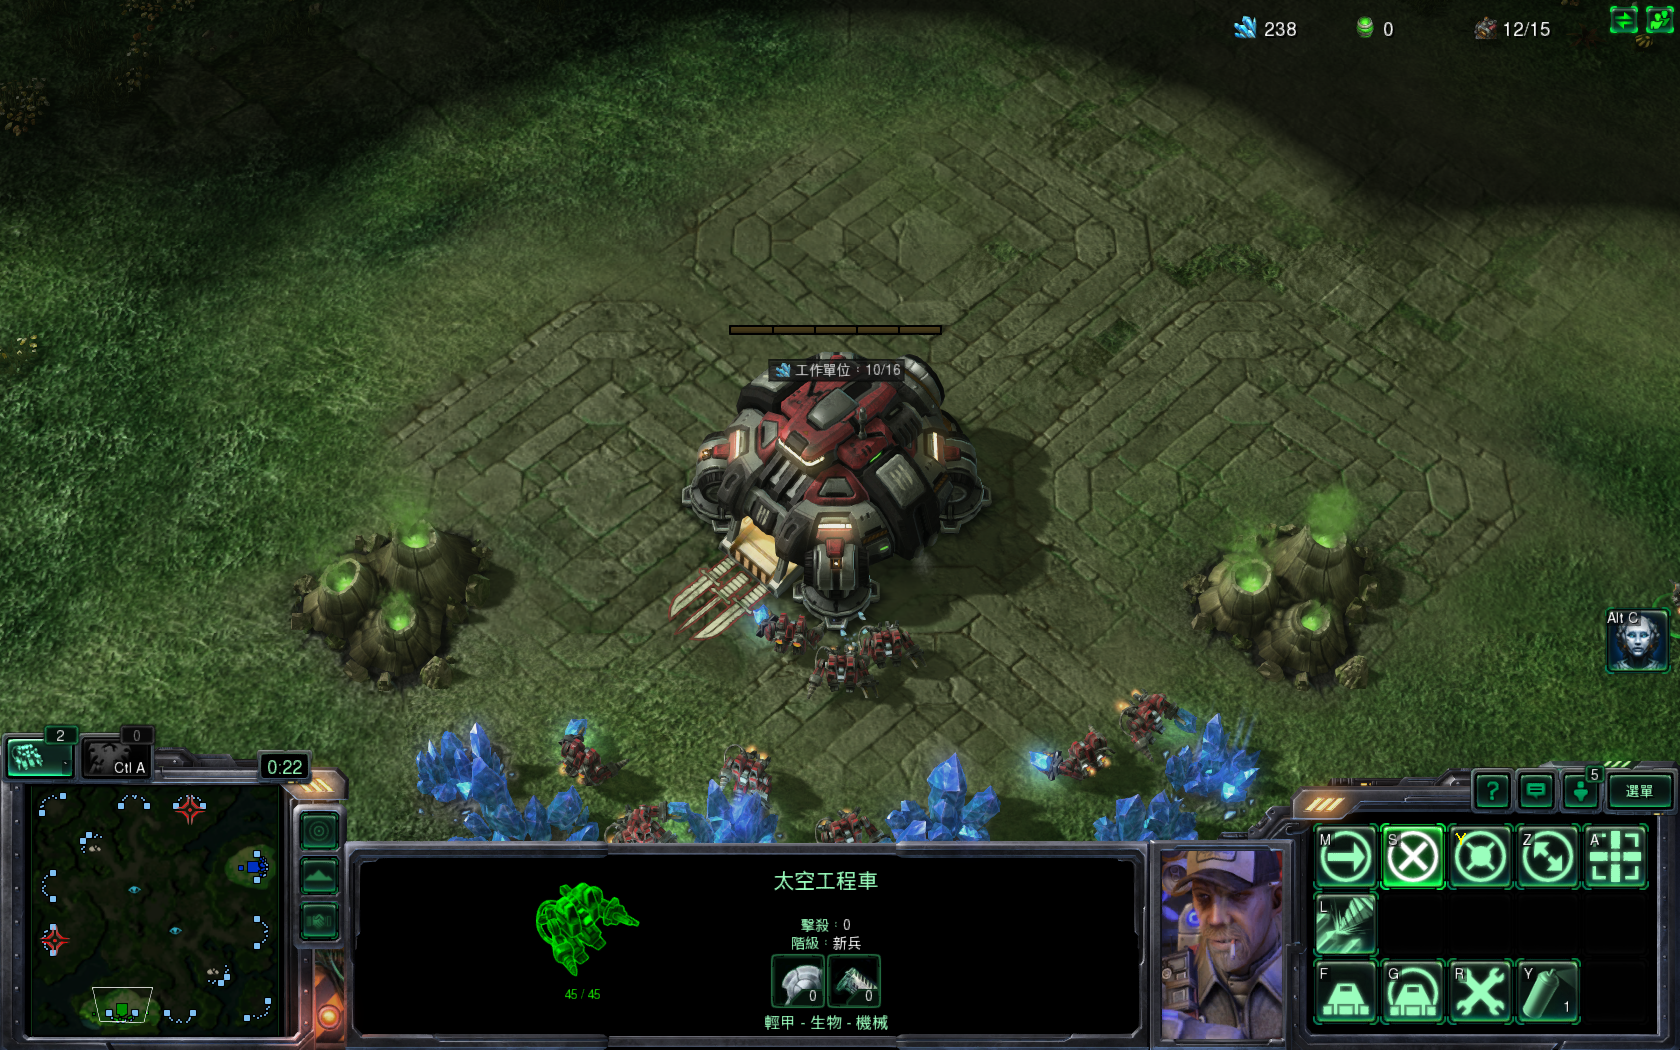 238
0
12/15
工作單位：10/16
Alt C
2
0
Ctl A
0:22
?
5
選單
太空工程車
擊殺：0
階級：新兵
0
0
輕甲 - 生物 - 機械
45 / 45
M
S
Y
Z
A
L
F
G
R
Y
1